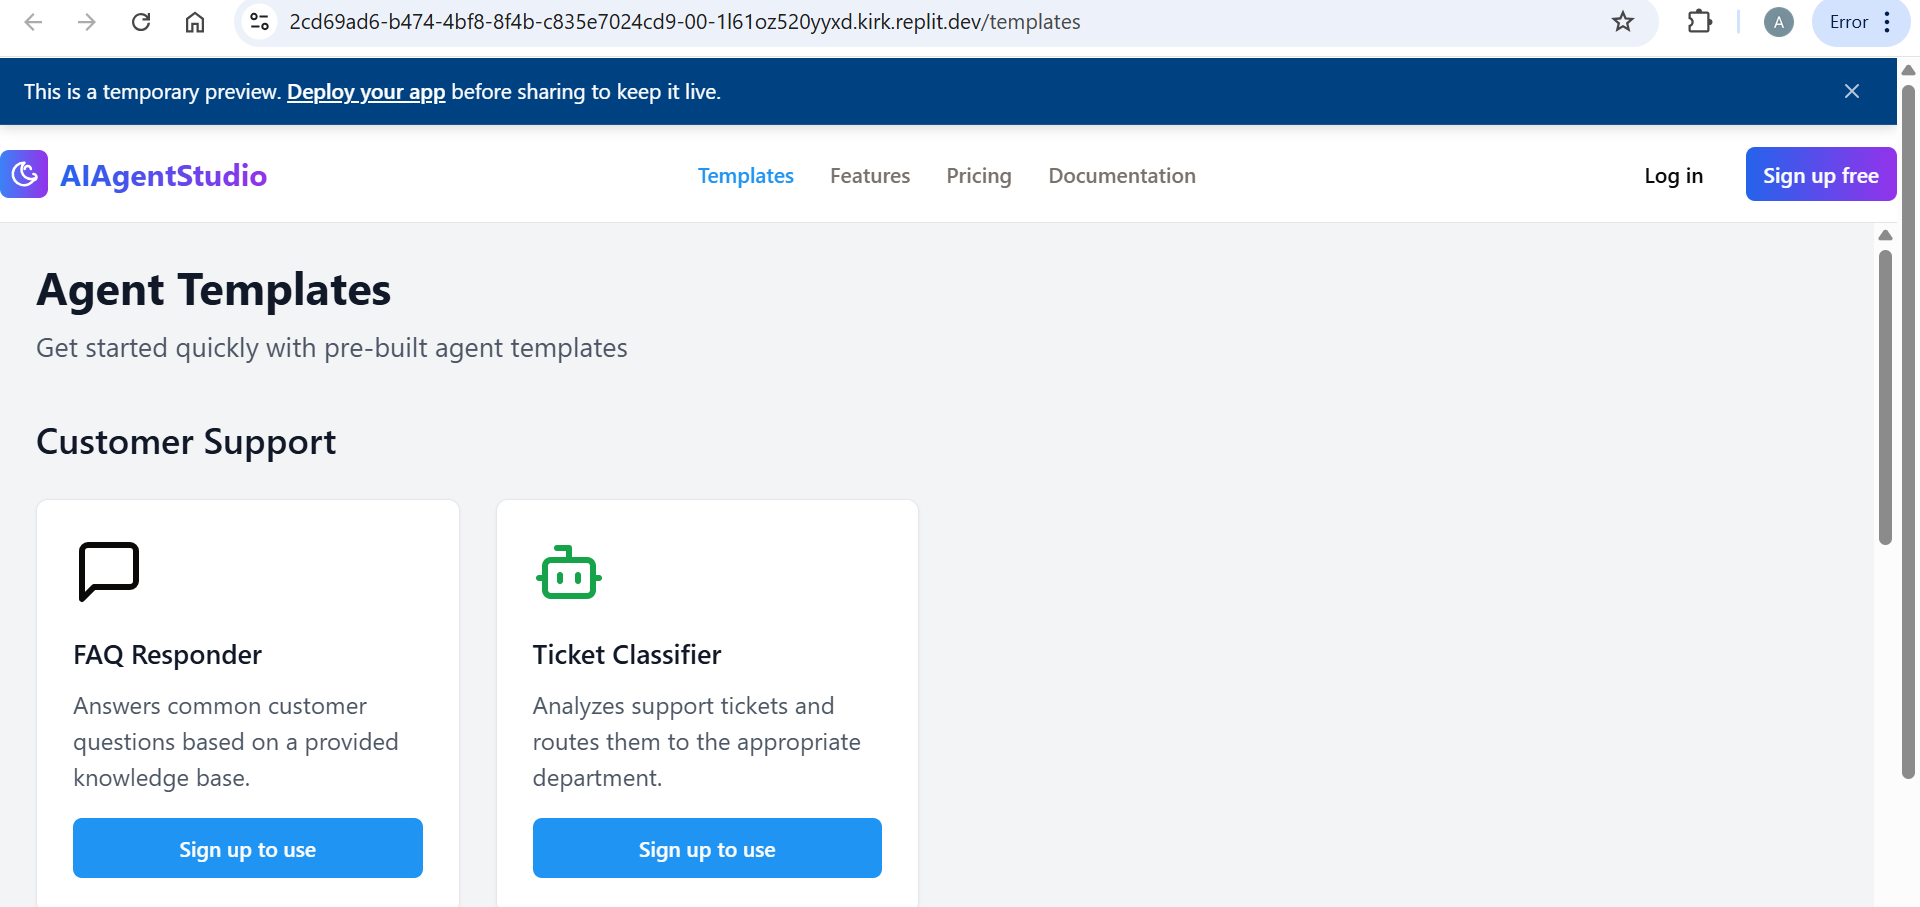 2cd69ad6-b474-4bf8-8f4b-c835e7024cd9-00-1l61oz520yyxd.kirk.replit.dev/templates
A
Error
This is a temporary preview. Deploy your app before sharing to keep it live.
AIAgentStudio
Templates
Features
Pricing
Documentation
Log in
Sign up free
Agent Templates
Get started quickly with pre-built agent templates
Customer Support
FAQ Responder
Answers common customer
questions based on a provided
knowledge base.
Sign up to use
Ticket Classifier
Analyzes support tickets and
routes them to the appropriate
department.
Sign up to use